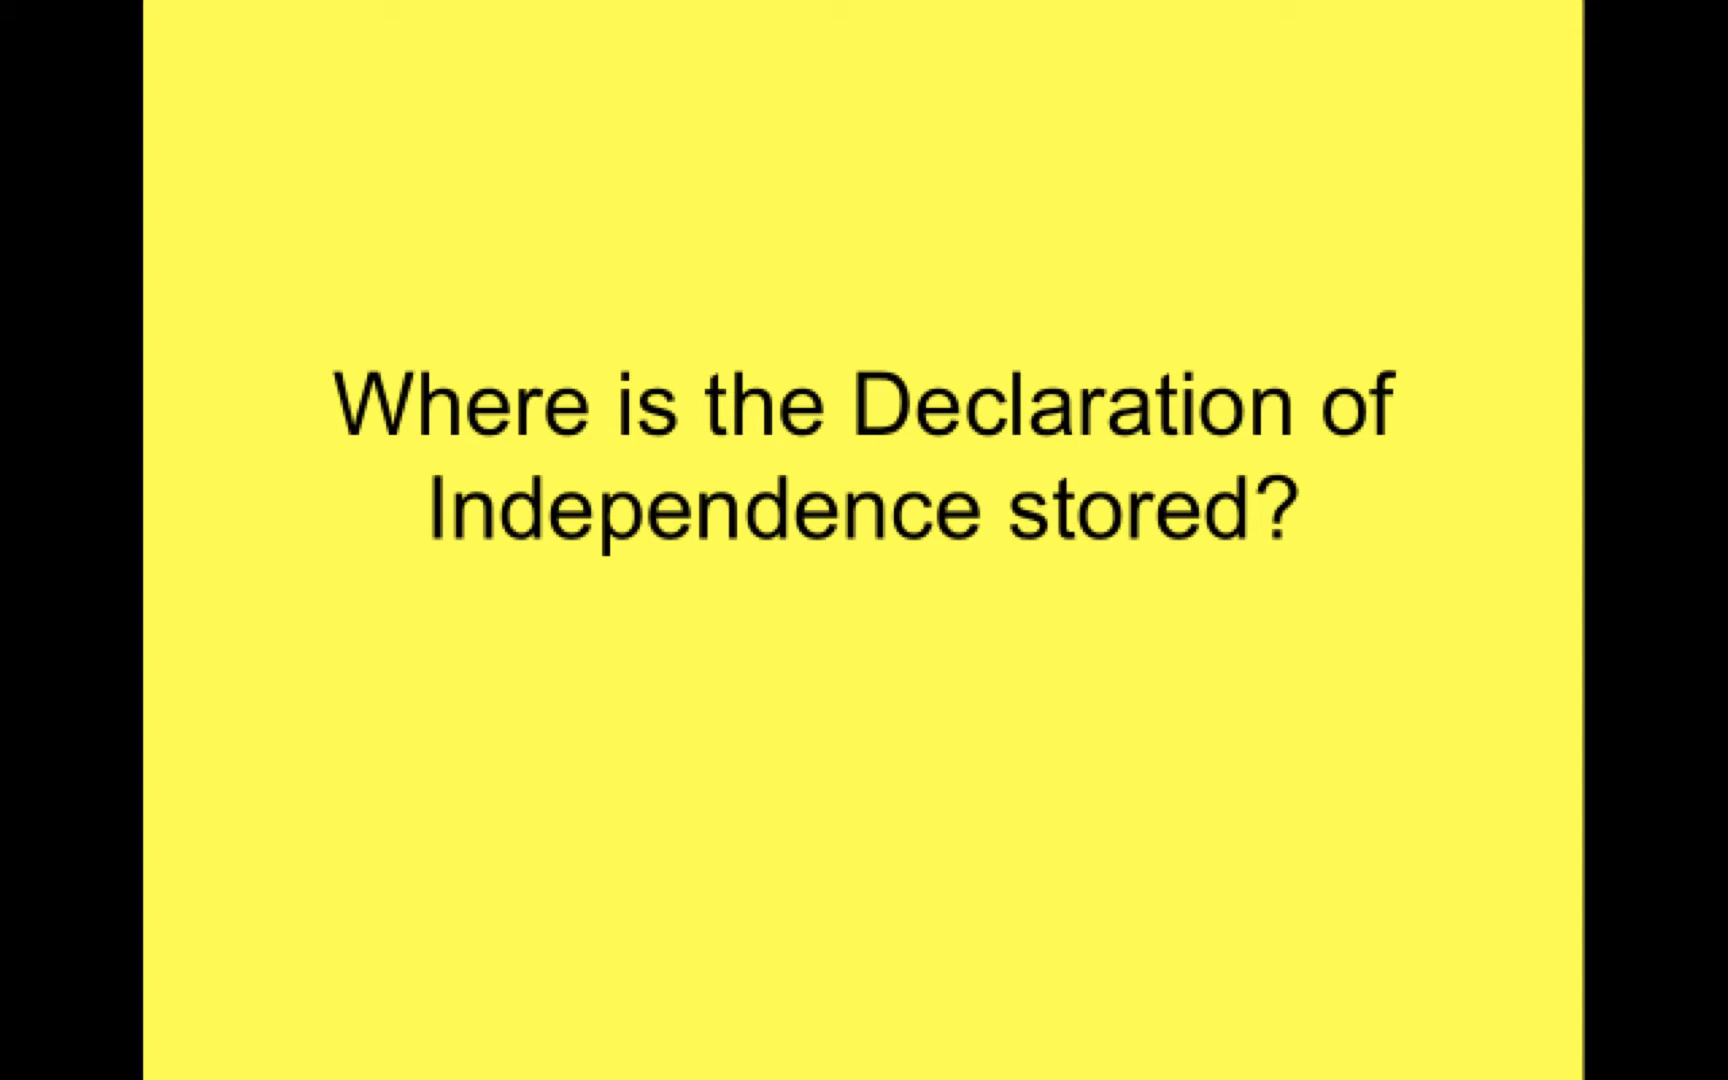 Where is the Declaration of
Independence stored?